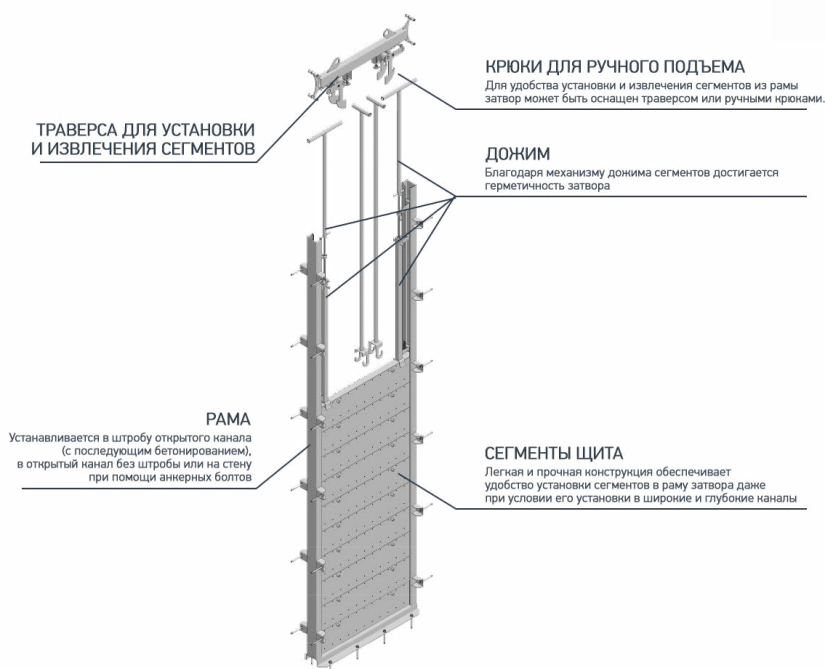 КРЮКИ ДЛЯ РУЧНОГО ПОДЪЕМА
Для удобства установки и извлечения сегментов из рамы
затвор может быть оснащен траверсом или ручными крюками.
ТРАВЕРСА ДЛЯ УСТАНОВКИ
И ИЗВЛЕЧЕНИЯ СЕГМЕНТОВ
ДОЖИМ
Благодаря механизму дожима сегментов достигается
герметичность затвора
РАМА
Устанавливается в штробу открытого канала
(с последующим бетонированием),
в открытый канал без штробы или на стену
при помощи анкерных болтов
СЕГМЕНТЫ ЩИТА
Легкая и прочная конструкция обеспечивает
удобство установки сегментов в раму затвора даже
при условии его установки в широкие и глубокие каналы